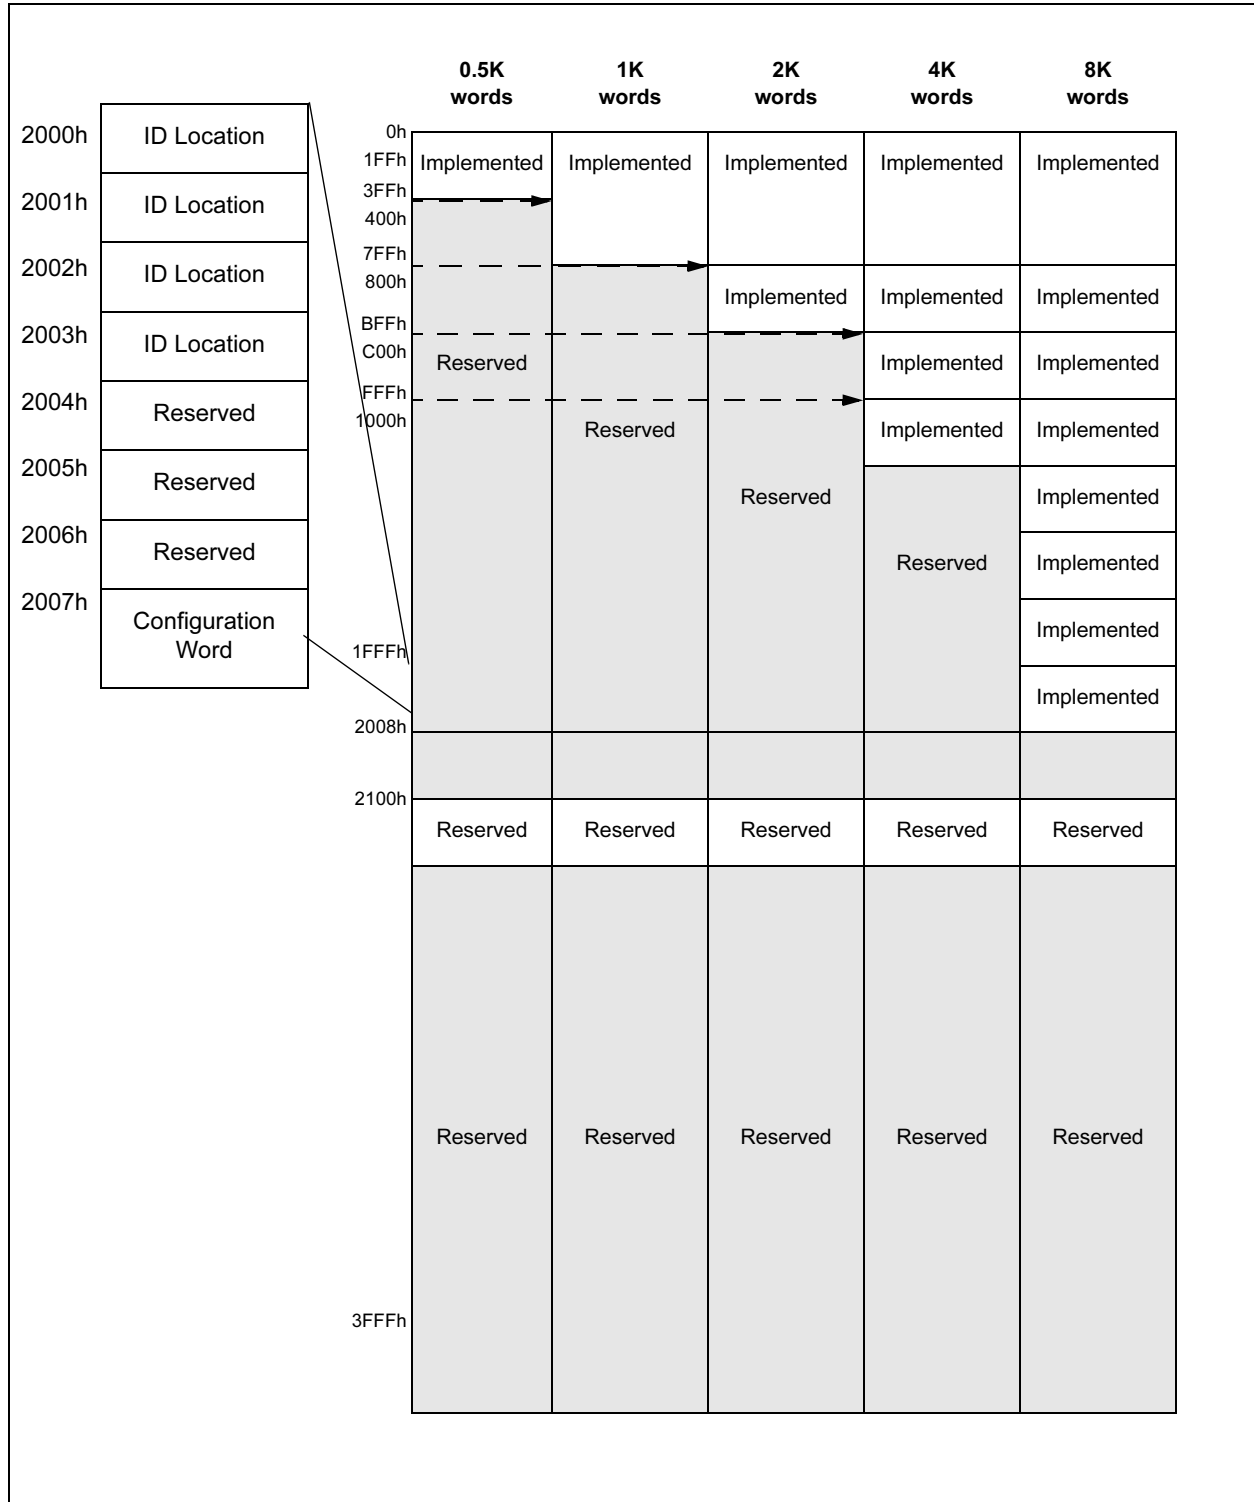 0.5K
words
1K
words
2K
words
4K
words
8K
words
2000h ID Location
2001h ID Location
2002h ID Location
2003h ID Location
2004h Reserved
2005h Reserved
2006h Reserved
2007h Configuration
Word
0h
1FFh Implemented Implemented Implemented Implemented Implemented
3FFh
400h
7FFh
800h
Implemented Implemented Implemented
BFFh
C00h
Reserved Implemented Implemented
FFFh
1000h
Reserved Implemented Implemented
Reserved Implemented
Reserved Implemented
Implemented
1FFFh
Implemented
2008h
2100h
Reserved Reserved Reserved Reserved Reserved
Reserved Reserved Reserved Reserved Reserved
3FFFh